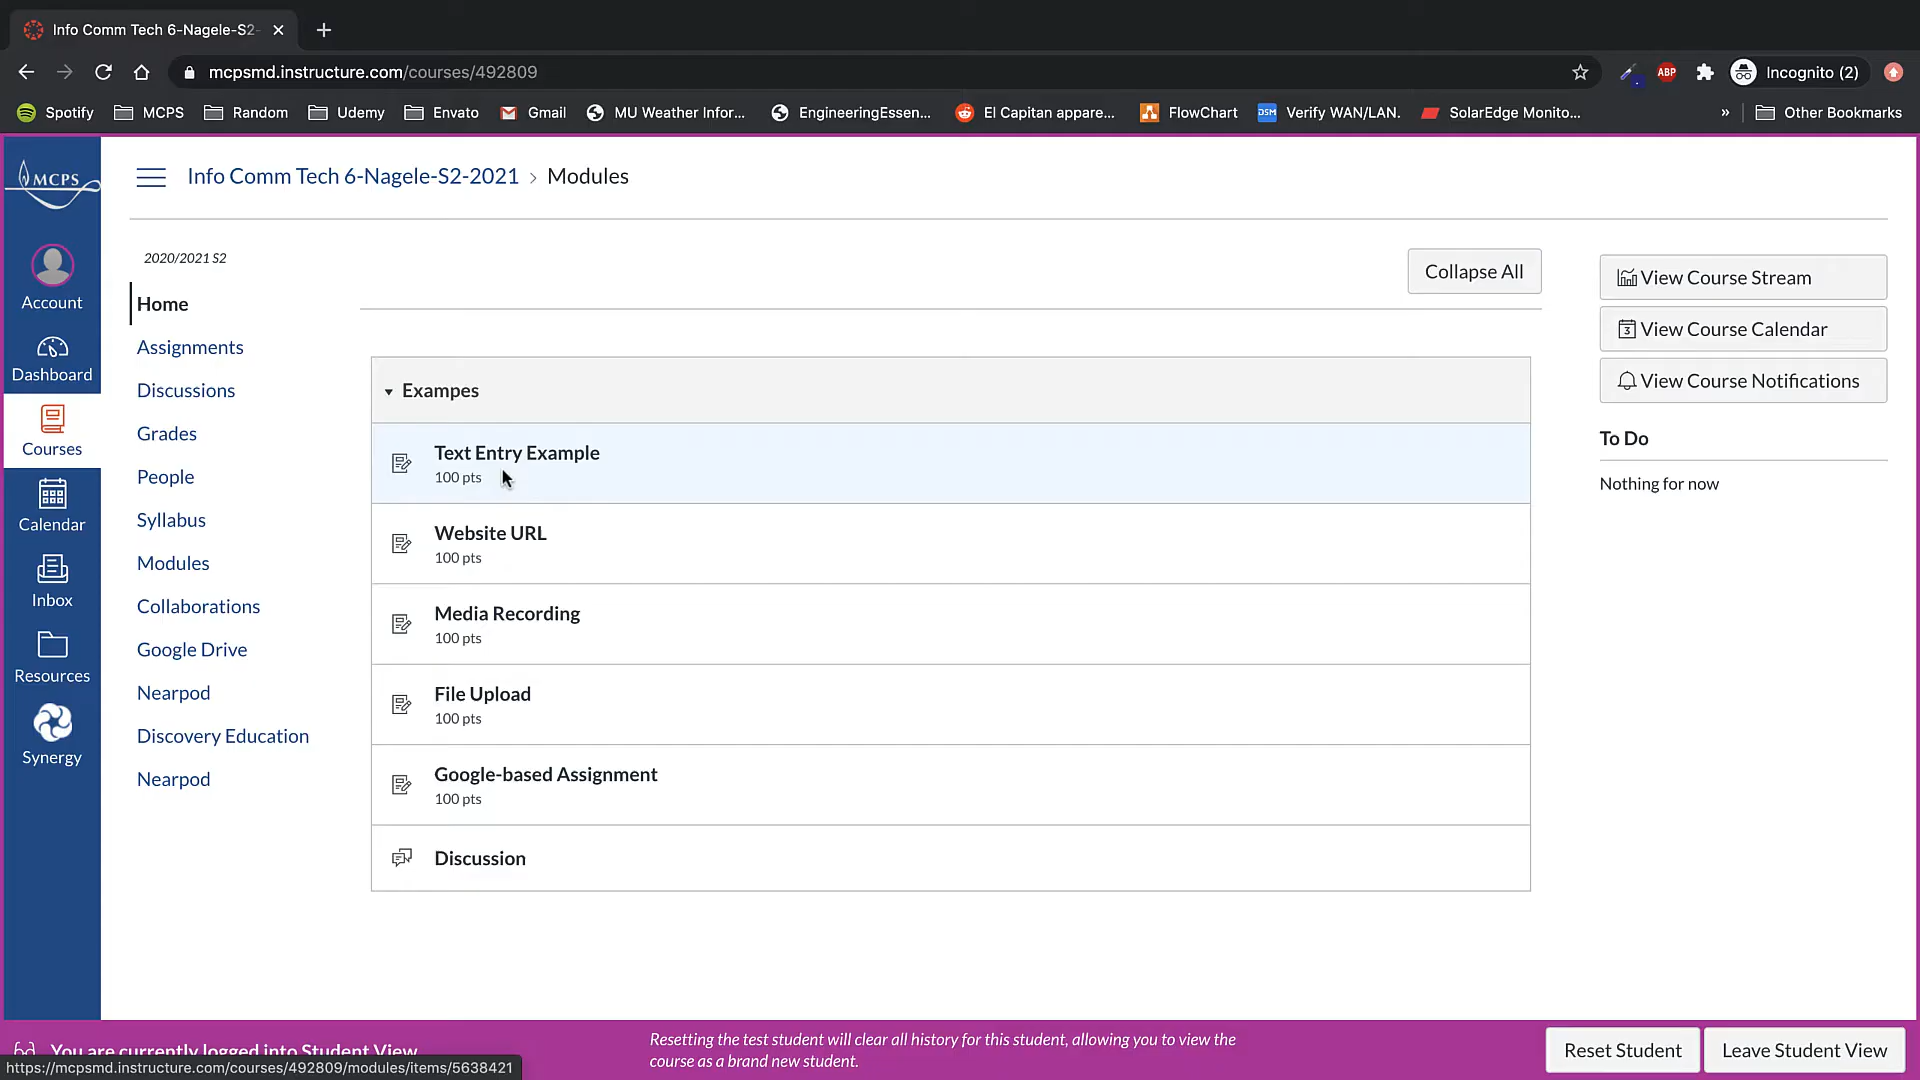 Info Comm Tech 6-Nagele-S2-
mcpsmd.instructure.com/courses/492809
ABP
Incognito (2)
Spotify
MCPS
Random
Udemy
Envato
Gmail
MU Weather Infor...
EngineeringEssen...
El Capitan appare...
FlowChart
DSM
Verify WAN/LAN.
SolarEdge Monito...
»
Other Bookmarks
MCPS
Info Comm Tech 6-Nagele-S2-2021 › Modules
Account
Dashboard
Courses
Calendar
Inbox
Resources
Synergy
2020/2021 S2
Home
Assignments
Discussions
Grades
People
Syllabus
Modules
Collaborations
Google Drive
Nearpod
Discovery Education
Nearpod
Collapse All
Exampes
Text Entry Example
100 pts
Website URL
100 pts
Media Recording
100 pts
File Upload
100 pts
Google-based Assignment
100 pts
Discussion
View Course Stream
3
View Course Calendar
View Course Notifications
To Do
Nothing for now
You are currently logged into Student View
https://mcpsmd.instructure.com/courses/492809/modules/items/5638421
Resetting the test student will clear all history for this student, allowing you to view the
course as a brand new student.
Reset Student
Leave Student View